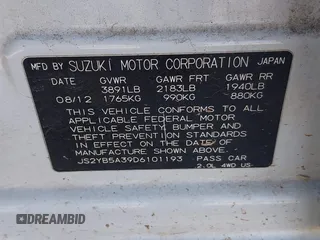 MFD BY SUZUKI MOTOR CORPORATION JAPAN
DATE GVWR GAWR FRT GAWR RR
3891LB 2183LB 1940LB
08/12 1765KG 990KG 880KG
THIS VEHICLE CONFORMS TO ALL
APPLICABLE FEDERAL MOTOR
VEHICLE SAFETY, BUMPER AND
THEFT PREVENTION STANDARDS
IN EFFECT ON THE DATE OF
MANUFACTURE SHOWN ABOVE.
JS2YB5A39D6101193 PASS CAR
2.0L 4WD US
DREAMBID